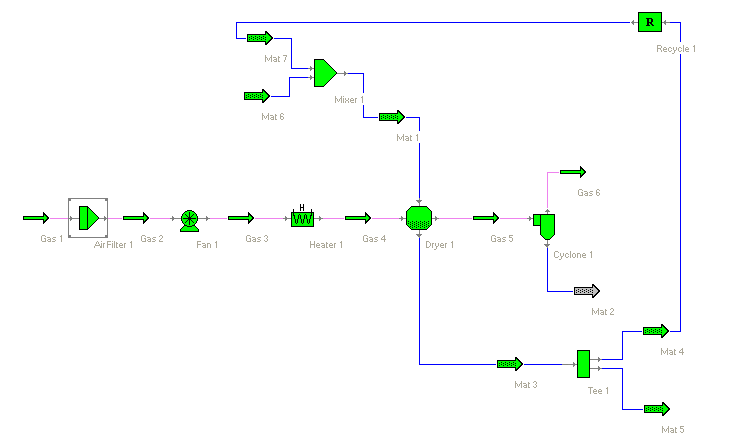 R
Recycle 1
Mat 7
Mixer 1
Mat 6
Mat 1
Gas 6
H
Gas 1
AirFilter 1
Gas 2
Fan 1
Gas 3
Heater 1
Gas 4
Dryer 1
Gas 5
Cyclone 1
Mat 2
Mat 4
Mat 3
Tee 1
Mat 5